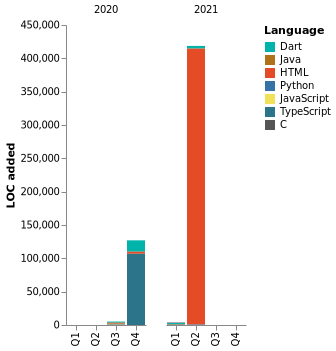 2020 2021
Language
Dart
Java
HTML
Python
JavaScript
TypeScript
C
LOC added
450,000
400,000
350,000
300,000
250,000
200,000
150,000
100,000
50,000
0
Q1 Q2 Q3 Q4 Q1 Q2 Q3 Q4